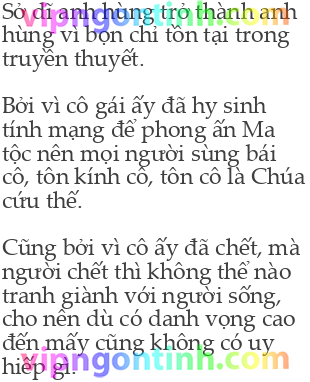 Sở dĩ anh hùng trở thành anh
hùng vì bọn chỉ tồn tại trong
truyền thuyết.
Bởi vì cô gái ấy đã hy sinh
tính mạng để phong ấn Ma
tộc nên mọi người sùng bái
cô, tôn kính cô, tôn cô là Chúa
cứu thế.
Cũng bởi vì cô ấy đã chết, mà
người chết thì không thể nào
tranh giành với người sống,
cho nên dù có danh vọng cao
đến mấy cũng không có uy
hiếp gì.
vipngontinh.com
vipngontinh.com